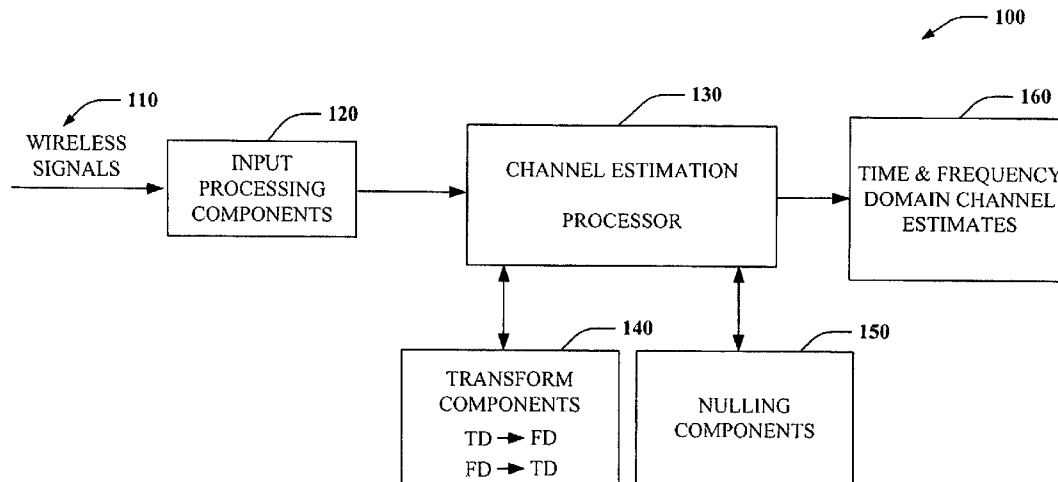 100
110
WIRELESS
SIGNALS
120
INPUT
PROCESSING
COMPONENTS
130
CHANNEL ESTIMATION
PROCESSOR
160
TIME & FREQUENCY
DOMAIN CHANNEL
ESTIMATES
140
TRANSFORM
COMPONENTS
TD → FD
FD → TD
150
NULLING
COMPONENTS